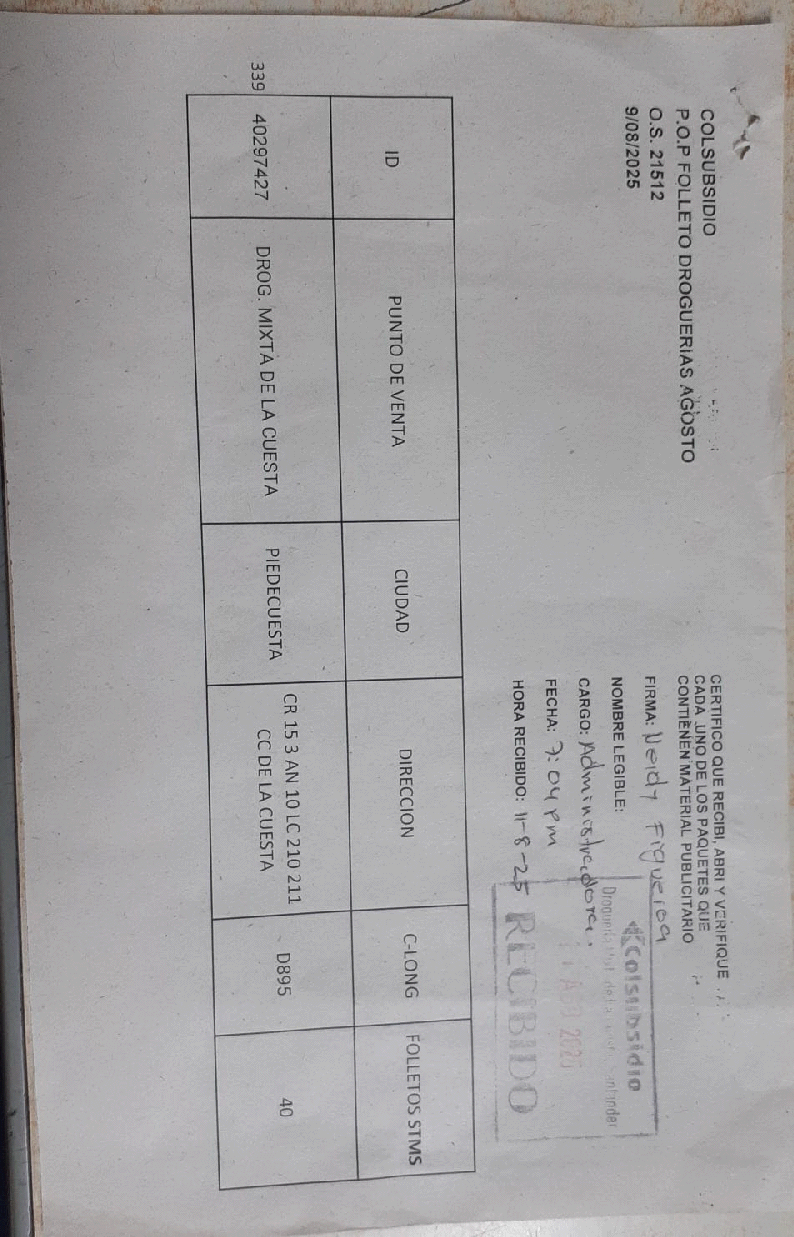 COLSUBSIDIO
P.O.P FOLLETO DROGUERIAS AGOSTO
O.S. 21512
9/08/2025
CERTIFICO QUE RECIBI, ABRI Y VERIFIQUE
CADA UNO DE LOS PAQUETES QUE
CONTIENEN MATERIAL PUBLICITARIO
FIRMA: Neidy Figueroa
NOMBRE LEGIBLE:
CARGO: Administradora.
FECHA: 7:04 pm
HORA RECIBIDO: 11-8-25
Colsubsidio
2025
RECIBIDO
ID PUNTO DE VENTA CIUDAD DIRECCION C-LONG FOLLETOS STMS
339 40297427 DROG. MIXTA DE LA CUESTA PIEDECUESTA CR 15 3 AN 10 LC 210 211
CC DE LA CUESTA D895 40